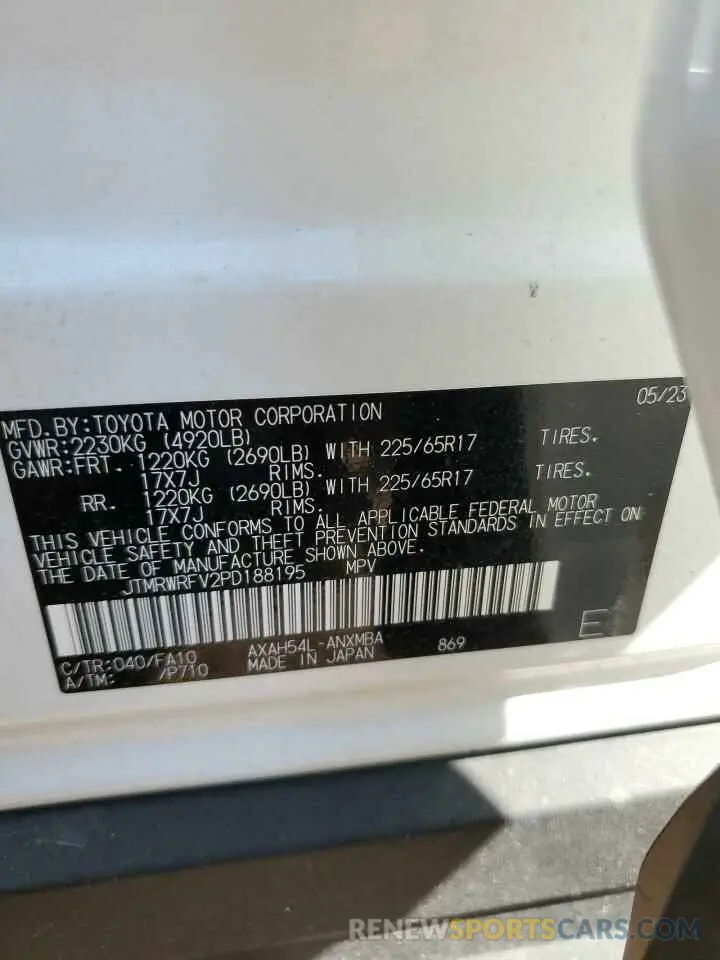 05/23
MFD.BY:TOYOTA MOTOR CORPORATION
GVWR:2230KG (4920LB)
GAWR:FRT. 1220KG (2690LB) WITH 225/65R17 TIRES.
17X7J RIMS.
RR. 1220KG (2690LB) WITH 225/65R17 TIRES.
17X7J RIMS.
THIS VEHICLE CONFORMS TO ALL APPLICABLE FEDERAL MOTOR
VEHICLE SAFETY AND THEFT PREVENTION STANDARDS IN EFFECT ON
THE DATE OF MANUFACTURE SHOWN ABOVE.
JTMRWRFV2PD188195 MPV
E
C/TR:040/FA10 AXAH54L-ANXMBA 869
A/TM: /P710 MADE IN JAPAN
RENEWSPORTSCARS.COM